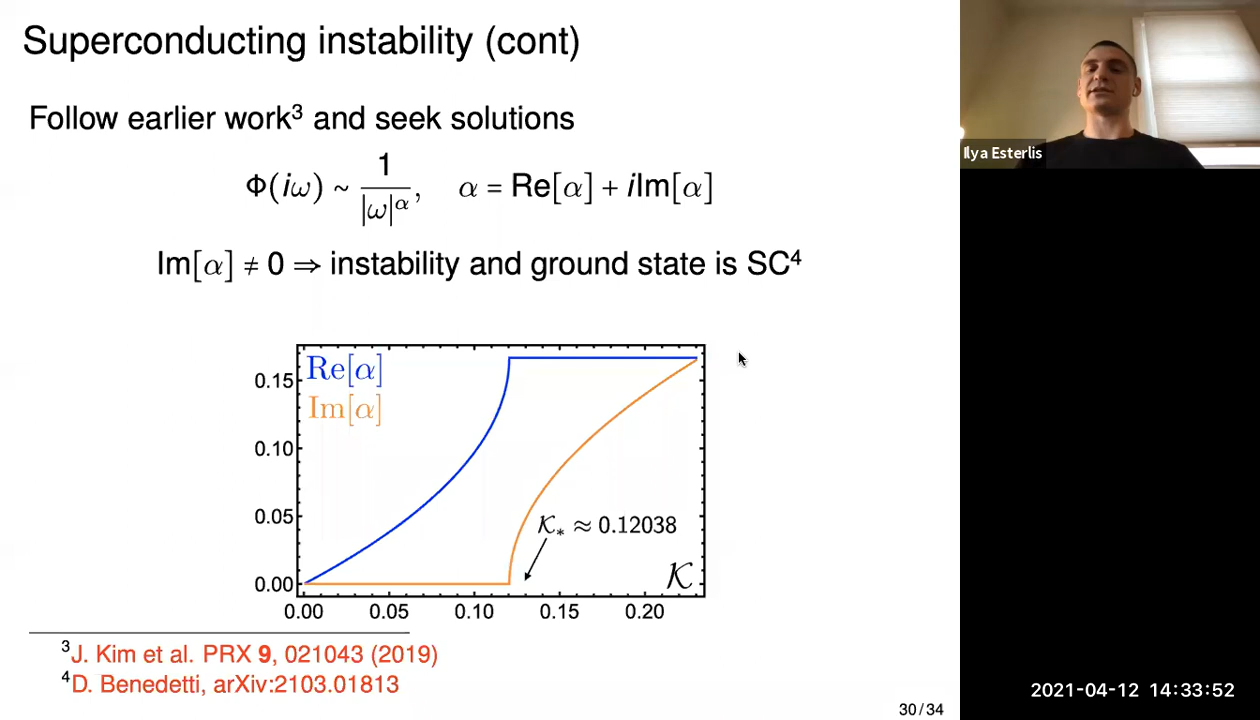 Superconducting instability (cont)
Follow earlier work³ and seek solutions
Φ(iω) ~ 1/|ω|^α, α = Re[α] + iIm[α]
Im[α] ≠ 0 ⇒ instability and ground state is SC⁴
Re[α]
Im[α]
0.15
0.10
0.05
0.00
𝒦* ≈ 0.12038
𝒦
0.00 0.05 0.10 0.15 0.20
³J. Kim et al. PRX 9, 021043 (2019)
⁴D. Benedetti, arXiv:2103.01813
30/34
Ilya Esterlis
2021-04-12 14:33:52